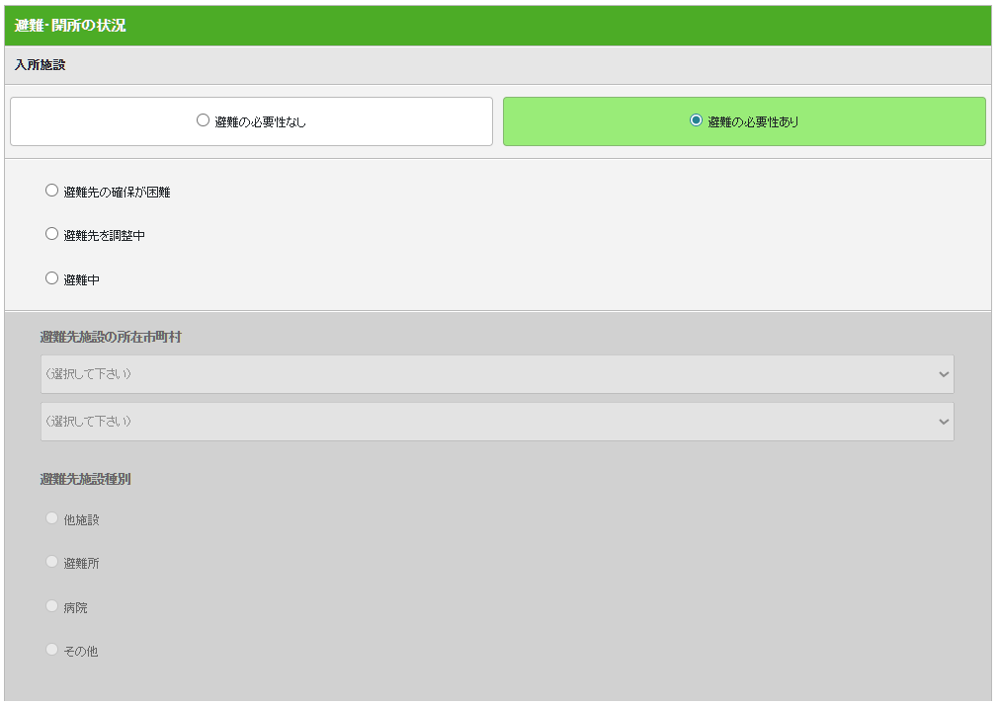 避難・開所の状況
入所施設
避難の必要性なし
避難の必要性あり
避難先の確保が困難
避難先を調整中
避難中
避難先施設の所在市町村
（選択して下さい）
（選択して下さい）
避難先施設種別
他施設
避難所
病院
その他